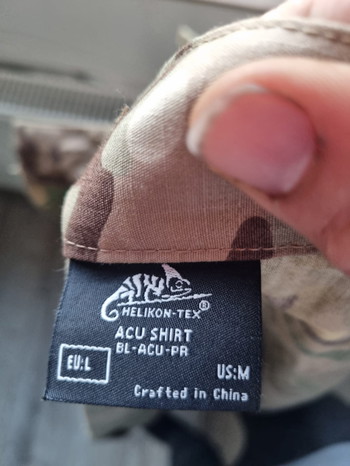 HELIKON-TEX®
ACU SHIRT
BL-ACU-PR
EU:L
US:M
Crafted in China